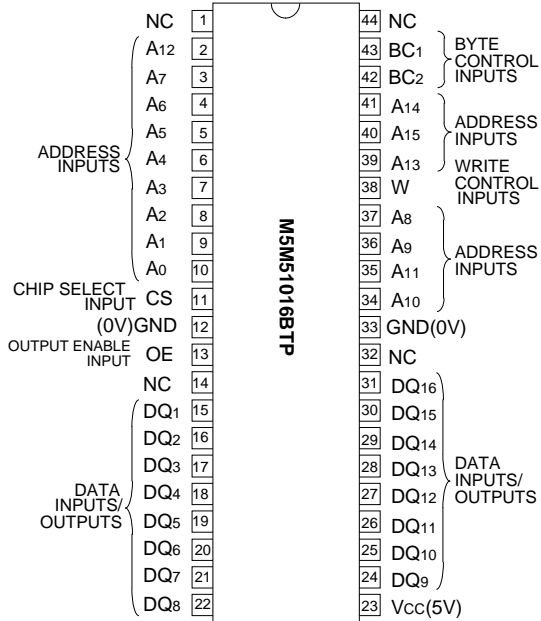 NC 1
A12 2
A7 3
A6 4
A5 5
A4 6
A3 7
A2 8
A1 9
A0 10
ADDRESS
INPUTS
CHIP SELECT
INPUT CS 11
(0V)GND 12
OUTPUT ENABLE
INPUT OE 13
NC 14
DQ1 15
DQ2 16
DQ3 17
DQ4 18
DQ5 19
DQ6 20
DQ7 21
DQ8 22
DATA
INPUTS/
OUTPUTS
M5M51016BTP
44 NC
43 BC1
42 BC2
BYTE
CONTROL
INPUTS
41 A14
40 A15
39 A13
ADDRESS
INPUTS
38 W
WRITE
CONTROL
INPUTS
37 A8
36 A9
35 A11
34 A10
ADDRESS
INPUTS
33 GND(0V)
32 NC
31 DQ16
30 DQ15
29 DQ14
28 DQ13
27 DQ12
26 DQ11
25 DQ10
24 DQ9
DATA
INPUTS/
OUTPUTS
23 Vcc(5V)